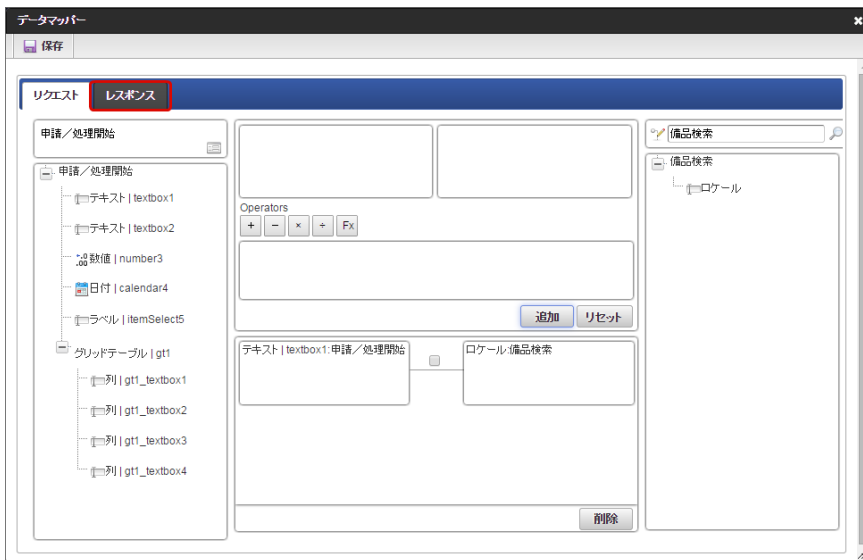 データマッパー
保存
リクエスト レスポンス
申請／処理開始
申請／処理開始
テキスト | textbox1
テキスト | textbox2
数値 | number3
日付 | calendar4
ラベル | itemSelect5
グリッドテーブル | gt1
列 | gt1_textbox1
列 | gt1_textbox2
列 | gt1_textbox3
列 | gt1_textbox4
Operators
+ − × ÷ Fx
追加 リセット
テキスト | textbox1:申請／処理開始
ロケール:備品検索
削除
備品検索
備品検索
ロケール